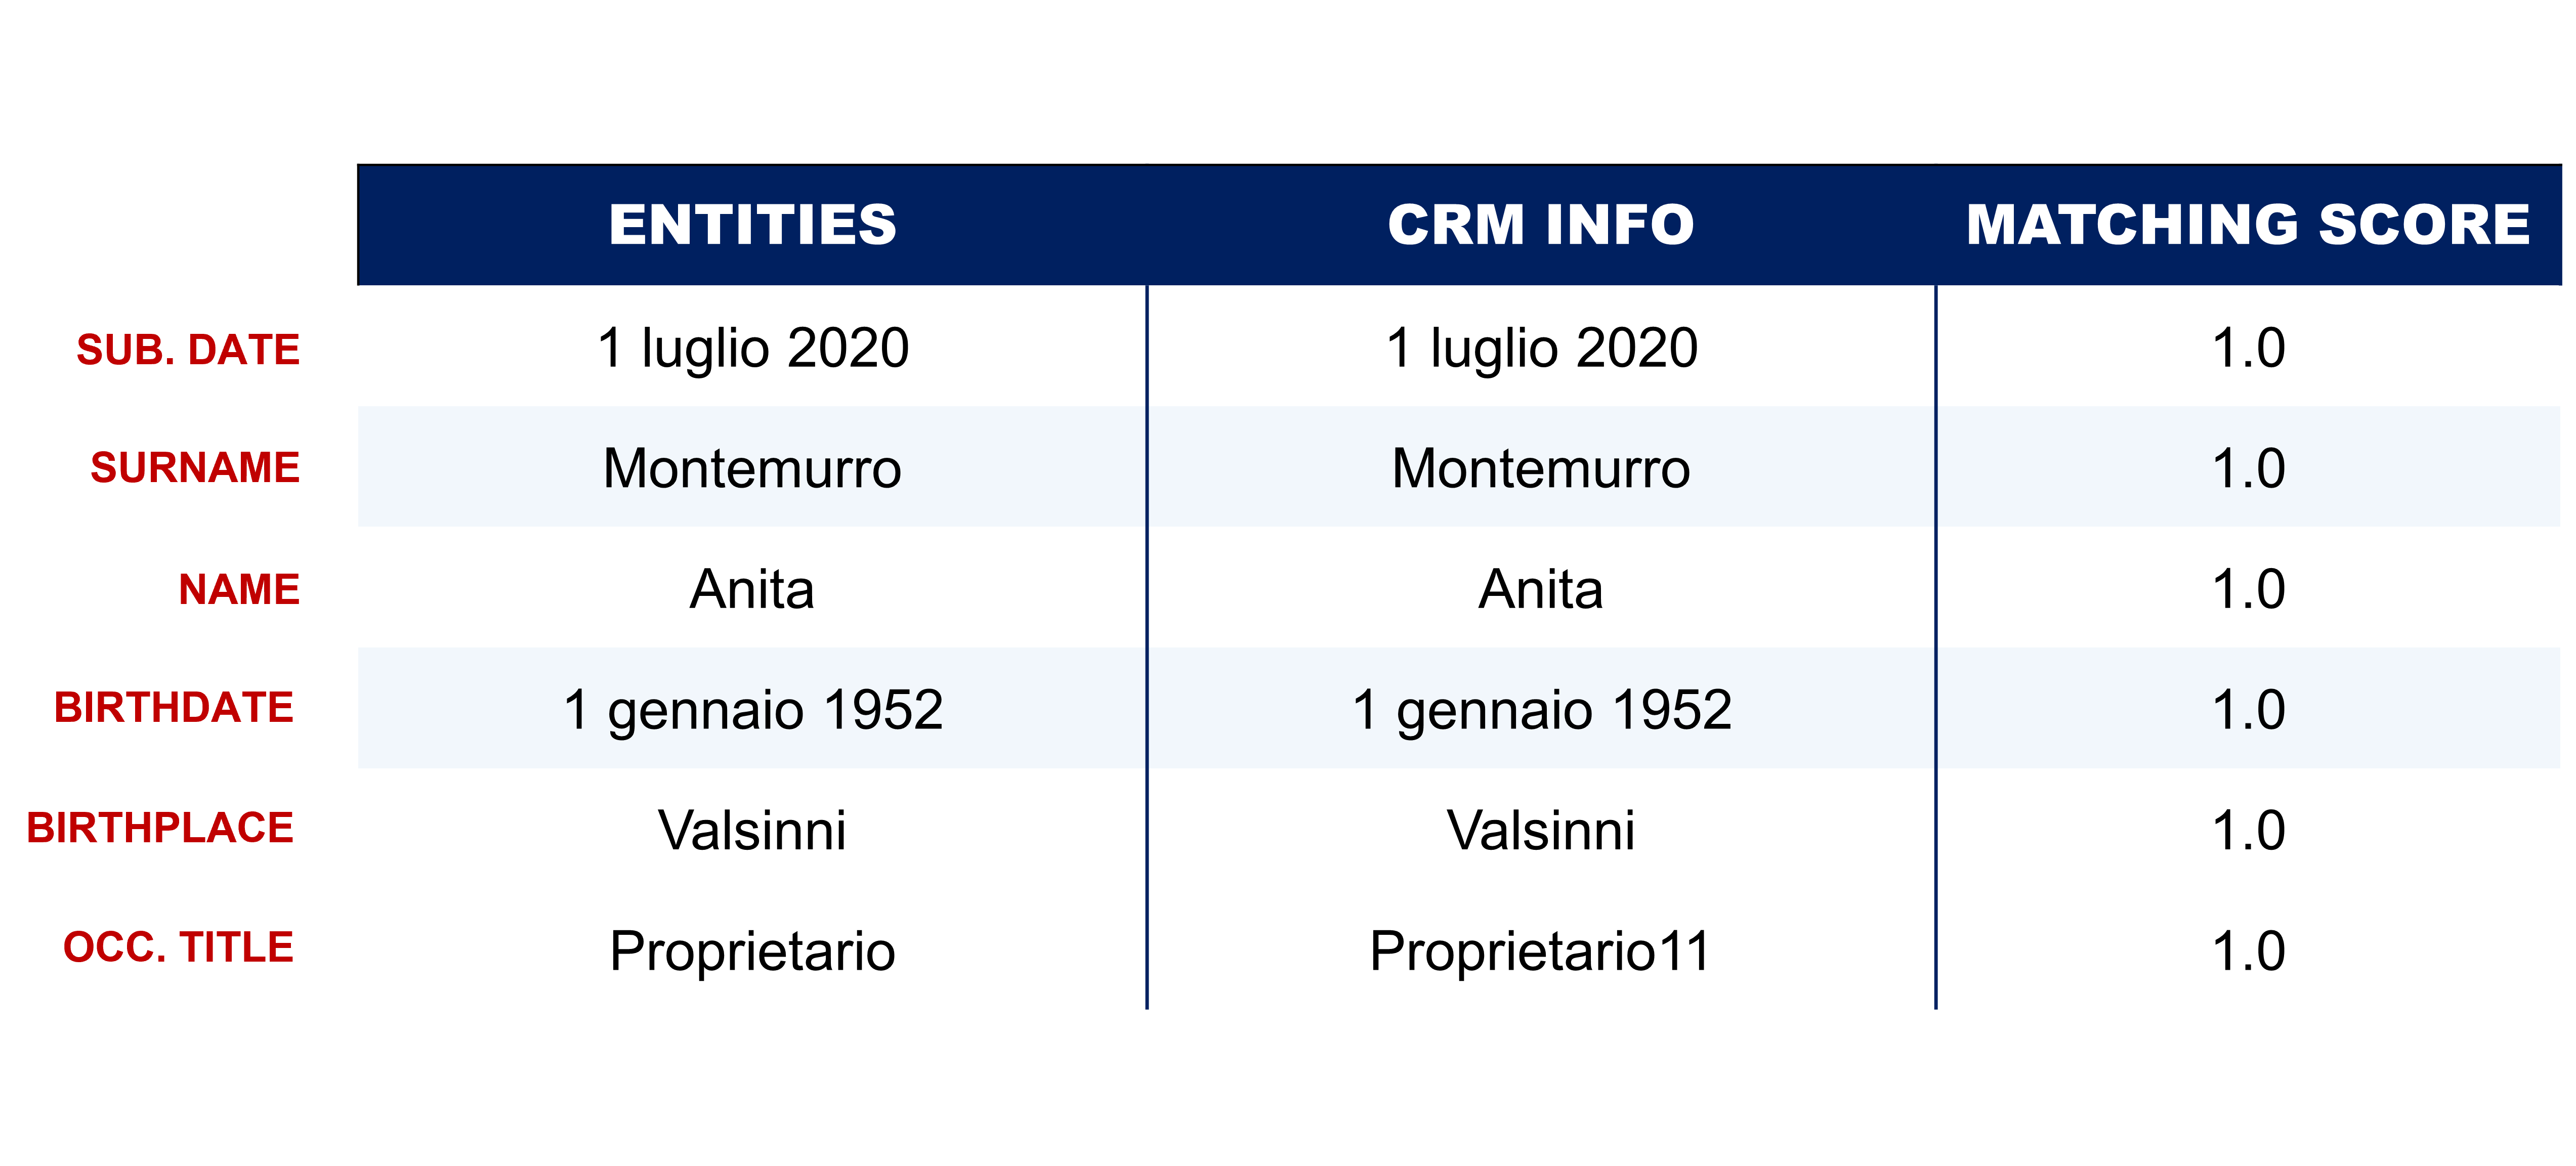 ENTITIES CRM INFO MATCHING SCORE
SUB. DATE 1 luglio 2020 1 luglio 2020 1.0
SURNAME Montemurro Montemurro 1.0
NAME Anita Anita 1.0
BIRTHDATE 1 gennaio 1952 1 gennaio 1952 1.0
BIRTHPLACE Valsinni Valsinni 1.0
OCC. TITLE Proprietario Proprietario11 1.0